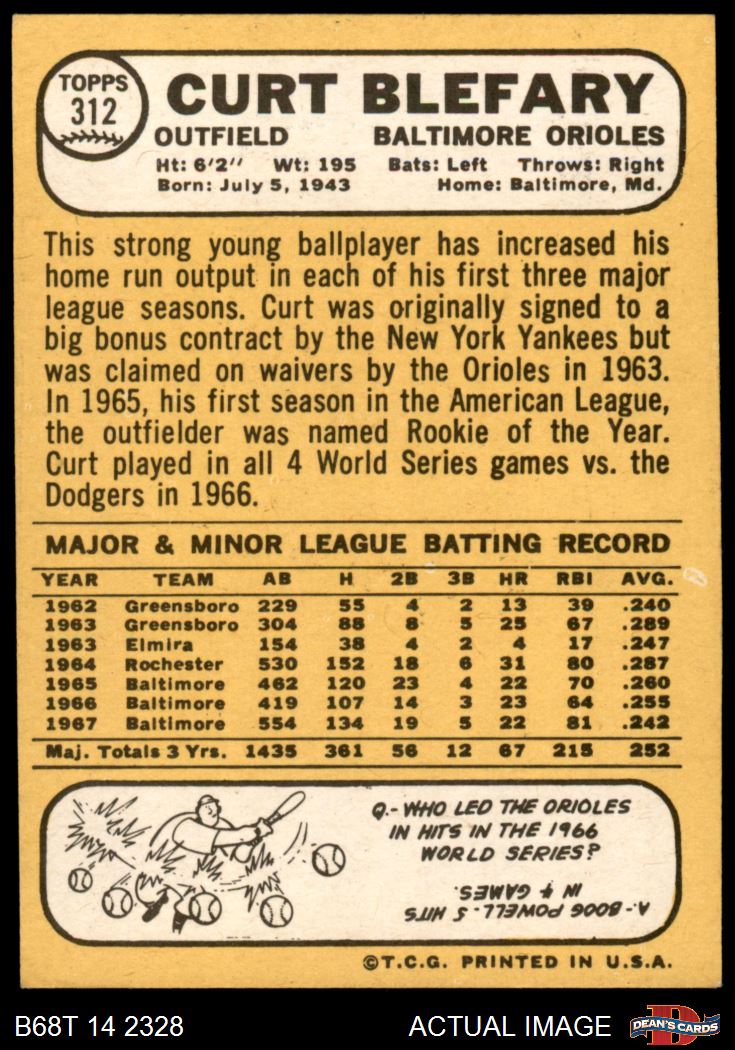 TOPPS
312
CURT BLEFARY
OUTFIELD BALTIMORE ORIOLES
Ht: 6'2" Wt: 195 Bats: Left Throws: Right
Born: July 5, 1943 Home: Baltimore, Md.
This strong young ballplayer has increased his
home run output in each of his first three major
league seasons. Curt was originally signed to a
big bonus contract by the New York Yankees but
was claimed on waivers by the Orioles in 1963.
In 1965, his first season in the American League,
the outfielder was named Rookie of the Year.
Curt played in all 4 World Series games vs. the
Dodgers in 1966.
MAJOR & MINOR LEAGUE BATTING RECORD
YEAR TEAM AB H 2B 3B HR RBI AVG.
1962 Greensboro 229 55 4 2 13 39 .240
1963 Greensboro 304 88 8 5 25 67 .289
1963 Elmira 154 38 4 2 4 17 .247
1964 Rochester 530 152 18 6 31 80 .287
1965 Baltimore 462 120 23 4 22 70 .260
1966 Baltimore 419 107 14 3 23 64 .255
1967 Baltimore 554 134 19 5 22 81 .242
Maj. Totals 3 Yrs. 1435 361 56 12 67 215 252
Q.- WHO LED THE ORIOLES
IN HITS IN THE 1966
WORLD SERIES?
A.- BOOG POWELL - 5 HITS
IN 4 GAMES.
©T.C.G. PRINTED IN U.S.A.
B68T 14 2328 ACTUAL IMAGE
DEAN'S CARDS